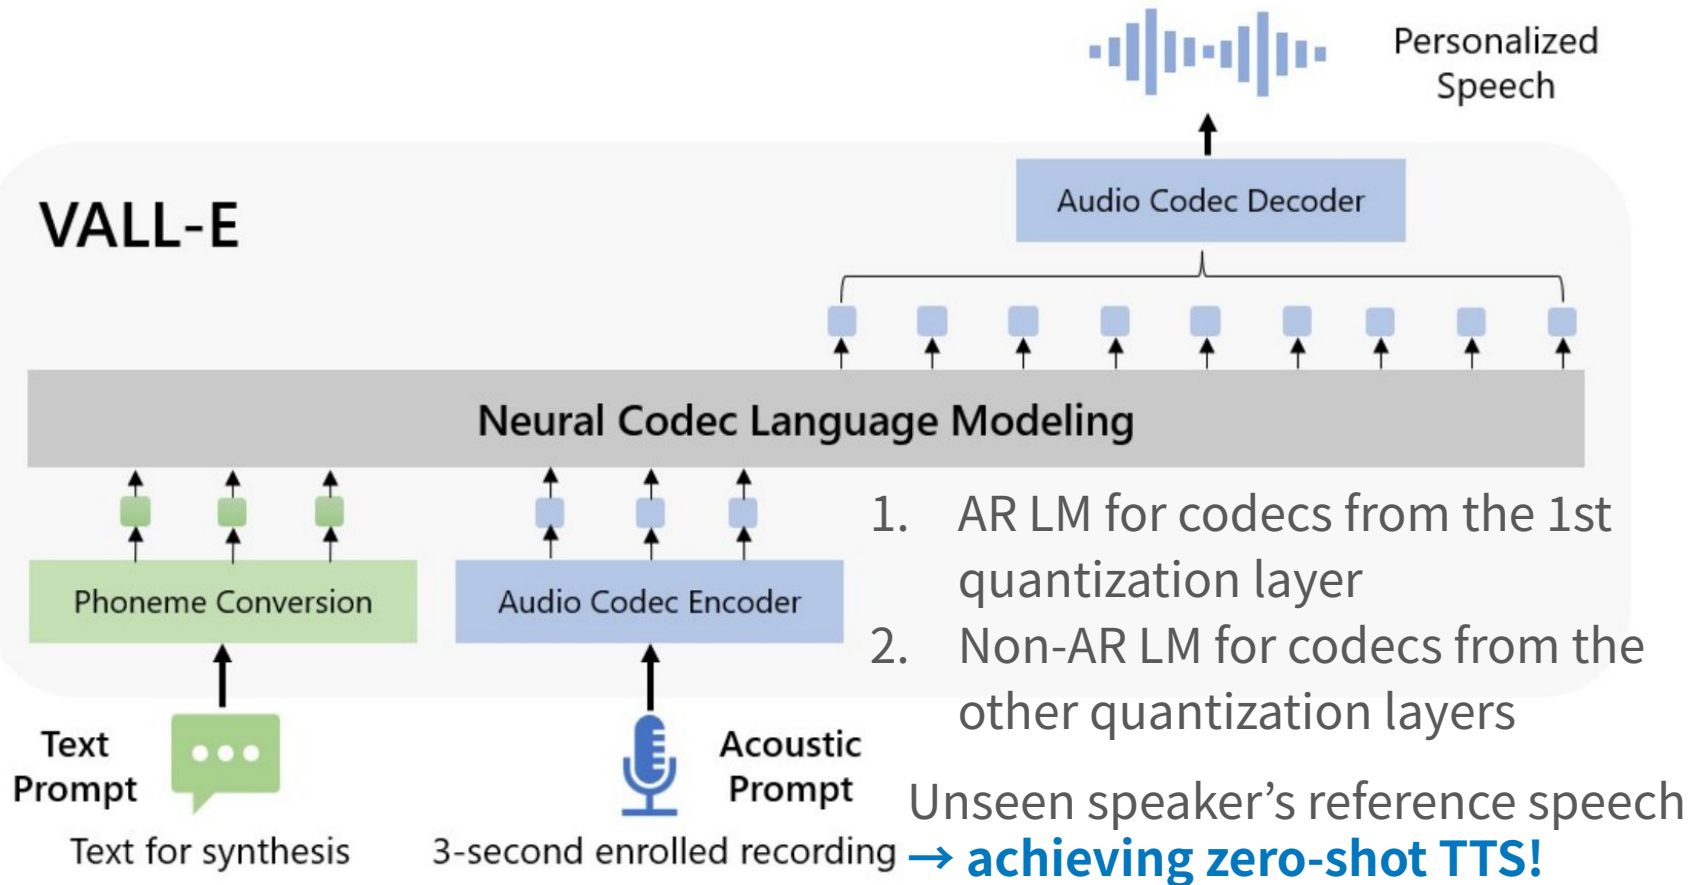 Personalized
Speech
Audio Codec Decoder
VALL-E
Neural Codec Language Modeling
Phoneme Conversion
Audio Codec Encoder
1. AR LM for codecs from the 1st
quantization layer
2. Non-AR LM for codecs from the
other quantization layers
Text
Prompt
Acoustic
Prompt
Text for synthesis
3-second enrolled recording
Unseen speaker’s reference speech
→ achieving zero-shot TTS!